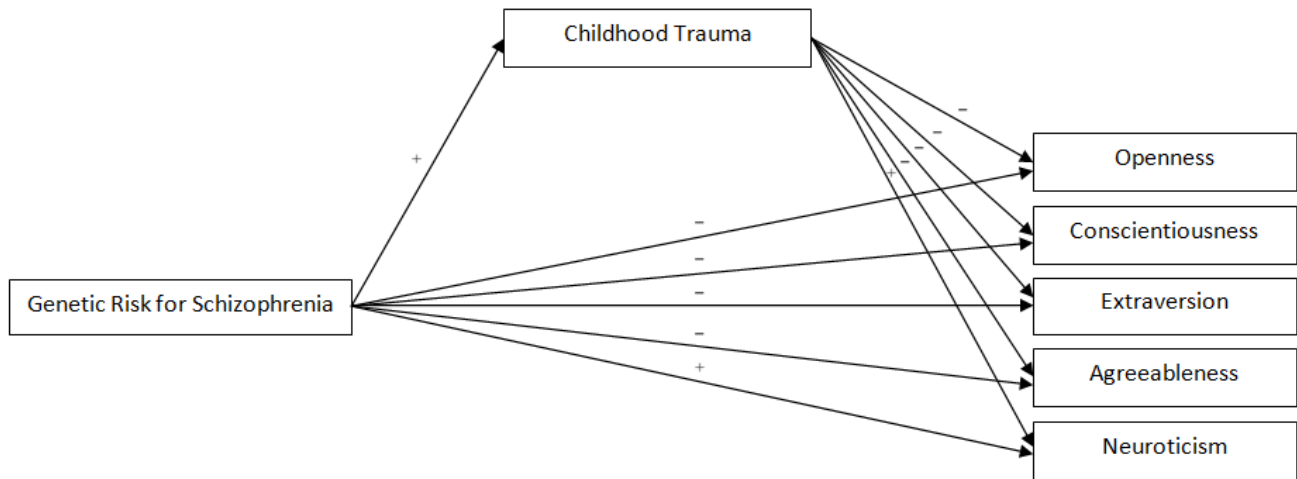 Childhood Trauma
−
−
−
−
+
+
Openness
−
Conscientiousness
−
Genetic Risk for Schizophrenia
−
Extraversion
−
Agreeableness
+
Neuroticism